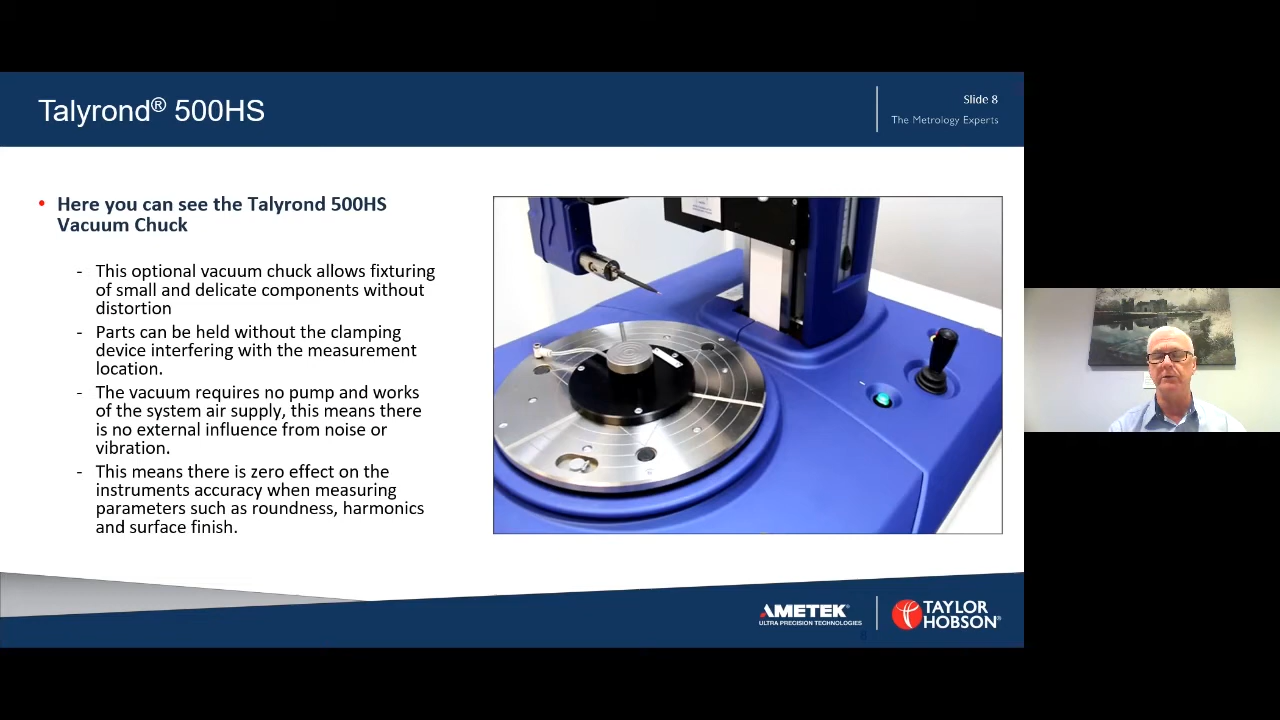 Talyrond® 500HS
Slide 8
The Metrology Experts
• Here you can see the Talyrond 500HS
Vacuum Chuck
- This optional vacuum chuck allows fixturing
of small and delicate components without
distortion
- Parts can be held without the clamping
device interfering with the measurement
location.
- The vacuum requires no pump and works
of the system air supply, this means there
is no external influence from noise or
vibration.
- This means there is zero effect on the
instruments accuracy when measuring
parameters such as roundness, harmonics
and surface finish.
AMETEK®
ULTRA PRECISION TECHNOLOGIES
TAYLOR
HOBSON®
8